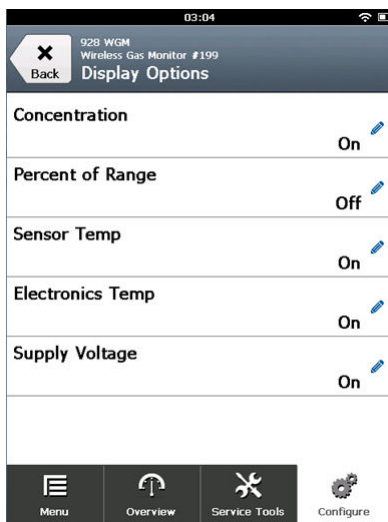 03:04
928 WGM
Wireless Gas Monitor #199
Back
Display Options
Concentration
On
Percent of Range
Off
Sensor Temp
On
Electronics Temp
On
Supply Voltage
On
Menu
Overview
Service Tools
Configure